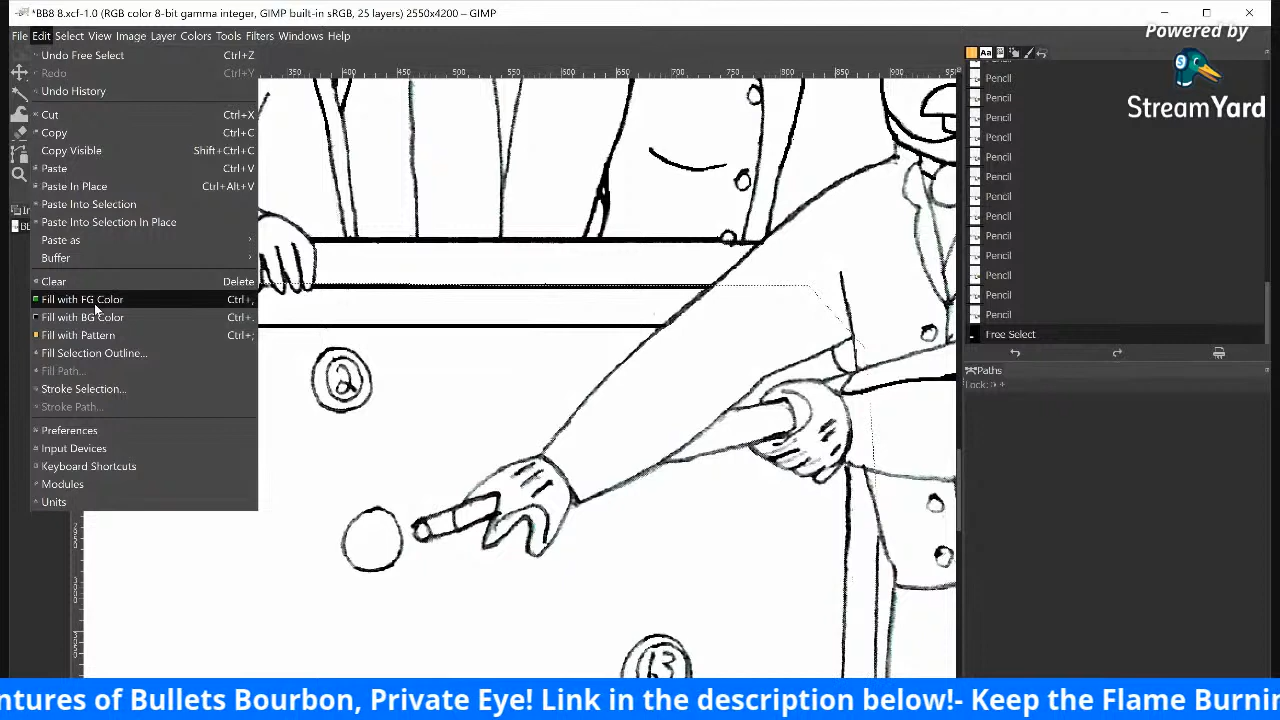 *BB8 8.xcf-1.0 (RGB color 8-bit gamma integer, GIMP built-in sRGB, 25 layers) 2550x4200 – GIMP
File Edit Select View Image Layer Colors Tools Filters Windows Help
Powered by
StreamYard
Undo Free Select Ctrl+Z
Redo Ctrl+Y
Undo History
Cut Ctrl+X
Copy Ctrl+C
Copy Visible Shift+Ctrl+C
Paste Ctrl+V
Paste In Place Ctrl+Alt+V
Paste Into Selection
Paste Into Selection In Place
Paste as
Buffer
Clear Delete
Fill with FG Color Ctrl+,
Fill with BG Color Ctrl+.
Fill with Pattern Ctrl+;
Fill Selection Outline...
Fill Path...
Stroke Selection...
Stroke Path...
Preferences
Input Devices
Keyboard Shortcuts
Modules
Units
350 400 450 500 550 600 650 700 750 800 850 900 950
2
13
Pencil
Pencil
Pencil
Pencil
Pencil
Pencil
Pencil
Pencil
Pencil
Pencil
Pencil
Pencil
Pencil
Free Select
Paths
Lock:
ntures of Bullets Bourbon, Private Eye! Link in the description below!- Keep the Flame Burnin